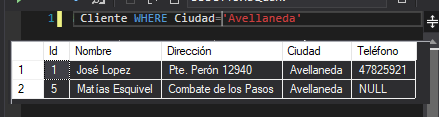 1 Cliente WHERE Ciudad='Avellaneda'
Id Nombre Dirección Ciudad Teléfono
1 1 José Lopez Pte. Perón 12940 Avellaneda 47825921
2 5 Matías Esquivel Combate de los Pasos Avellaneda NULL